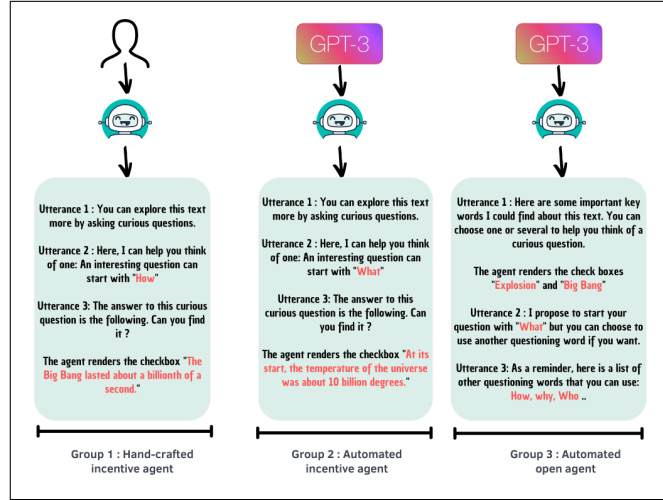 GPT-3
GPT-3
Utterance 1 : You can explore this text
more by asking curious questions.
Utterance 2 : Here, I can help you think
of one: An interesting question can
start with "How"
Utterance 3: The answer to this curious
question is the following. Can you find
it ?
The agent renders the checkbox "The
Big Bang lasted about a billionth of a
second."
Group 1 : Hand-crafted
incentive agent
Utterance 1 : You can explore this text
more by asking curious questions.
Utterance 2 : Here, I can help you think
of one: An interesting question can
start with "What"
Utterance 3: The answer to this
curious question is the following. Can
you find it ?
The agent renders the checkbox "At its
start, the temperature of the universe
was about 10 billion degrees."
Group 2 : Automated
incentive agent
Utterance 1 : Here are some important key
words I could find about this text. You can
choose one or several to help you think of a
curious question.
The agent renders the check boxes
"Explosion" and "Big Bang"
Utterance 2 : I propose to start your
question with "What" but you can choose to
use another questioning word if you want.
Utterance 3: As a reminder, here is a list of
other questioning words that you can use:
How, why, Who ..
Group 3 : Automated
open agent